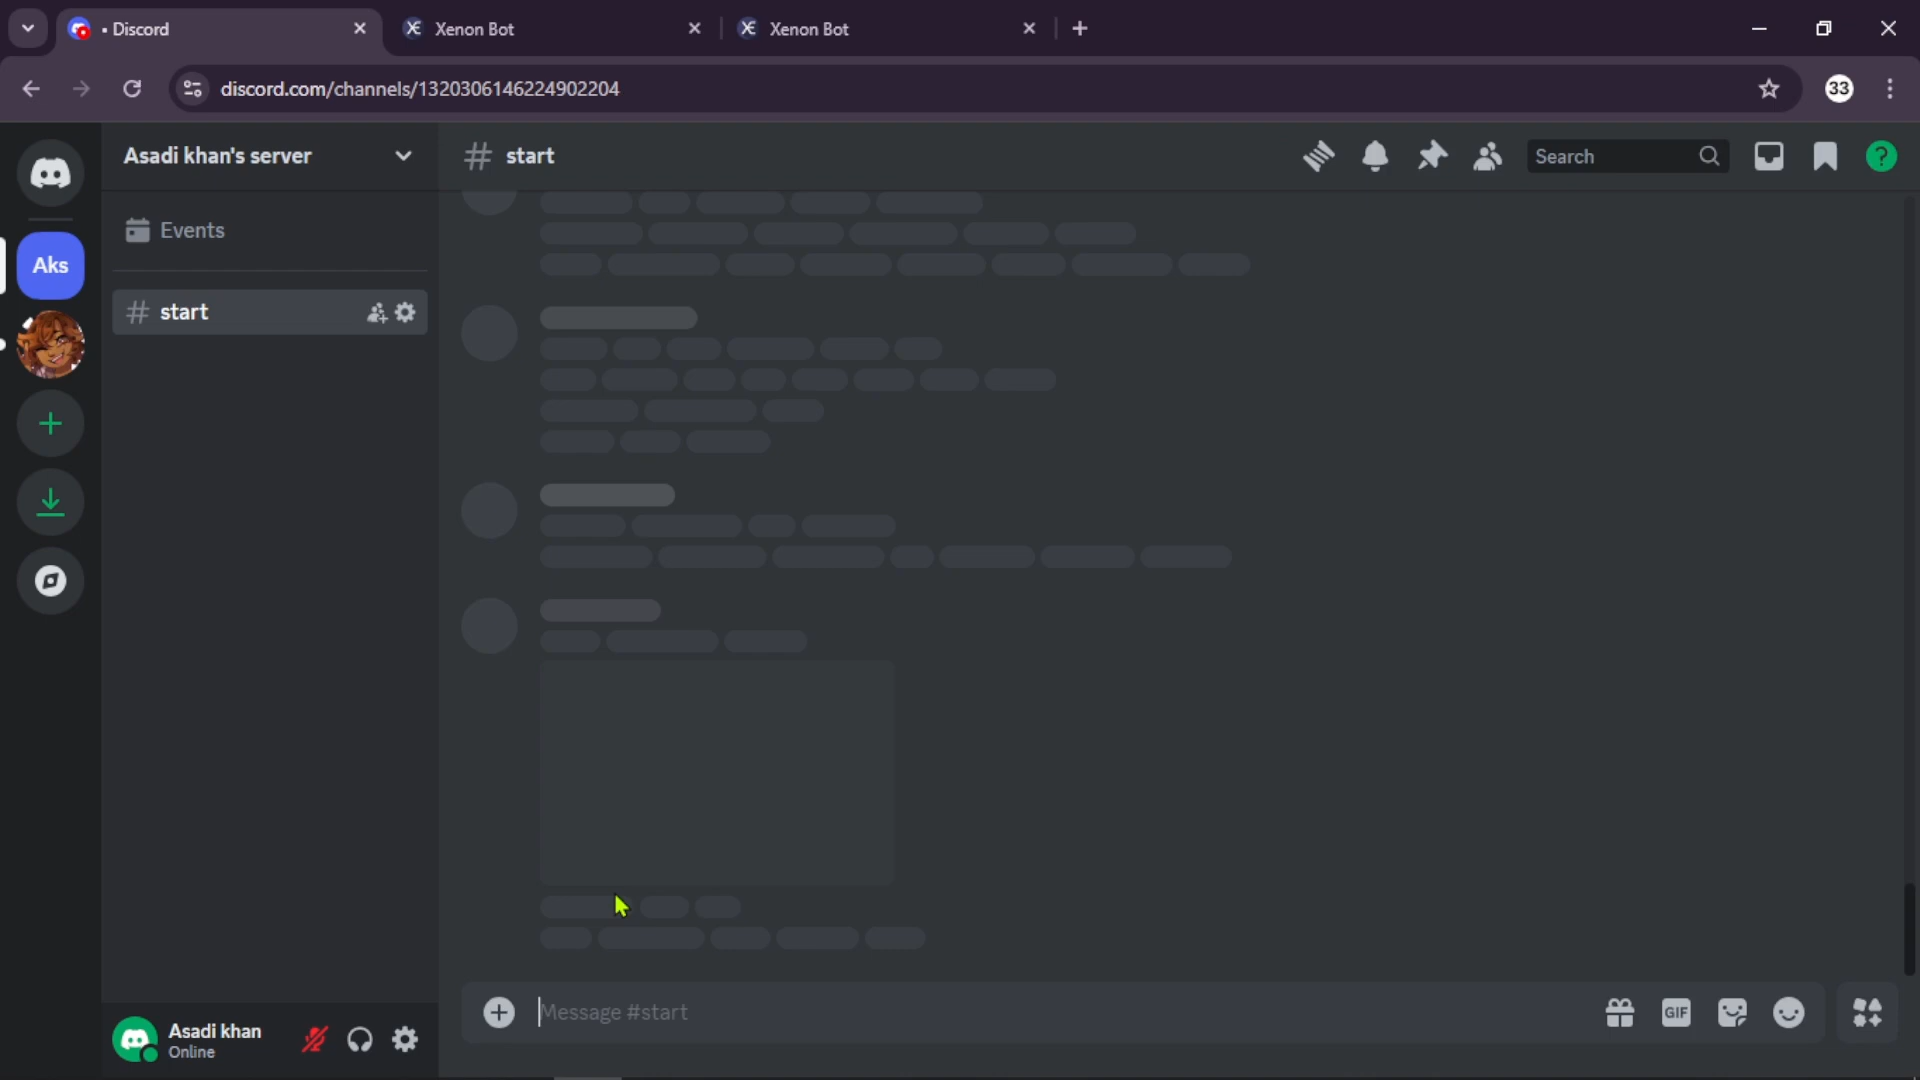 • Discord
Xenon Bot
Xenon Bot
discord.com/channels/1320306146224902204
33
Asadi khan's server
# start
Search
?
Events
Aks
# start
Message #start
GIF
Asadi khan
Online